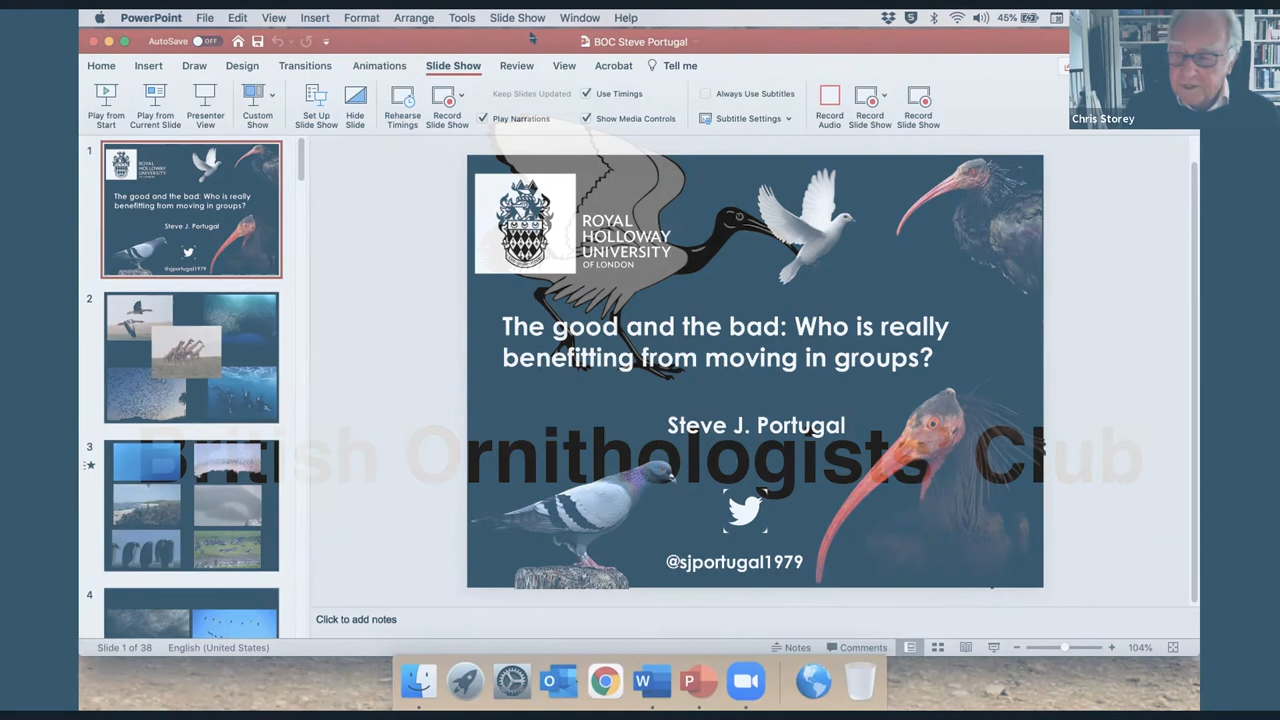 PowerPoint File Edit View Insert Format Arrange Tools Slide Show Window Help 45%
AutoSave OFF BOC Steve Portugal
Home Insert Draw Design Transitions Animations Slide Show Review View Acrobat Tell me
Play from Start
Play from Current Slide
Presenter View
Custom Show
Set Up Slide Show
Hide Slide
Rehearse Timings
Record Slide Show
Keep Slides Updated
Play Narrations
Use Timings
Show Media Controls
Always Use Subtitles
Subtitle Settings
Record Audio
Record Slide Show
Record Slide Show
Chris Storey
1
ROYAL
HOLLOWAY
UNIVERSITY
OF LONDON
The good and the bad: Who is really
benefitting from moving in groups?
Steve J. Portugal
@sjportugal1979
2
3
4
ROYAL
HOLLOWAY
UNIVERSITY
OF LONDON
The good and the bad: Who is really
benefitting from moving in groups?
Steve J. Portugal
British Ornithologists' Club
@sjportugal1979
Click to add notes
Slide 1 of 38 English (United States) Notes Comments 104%
O W P